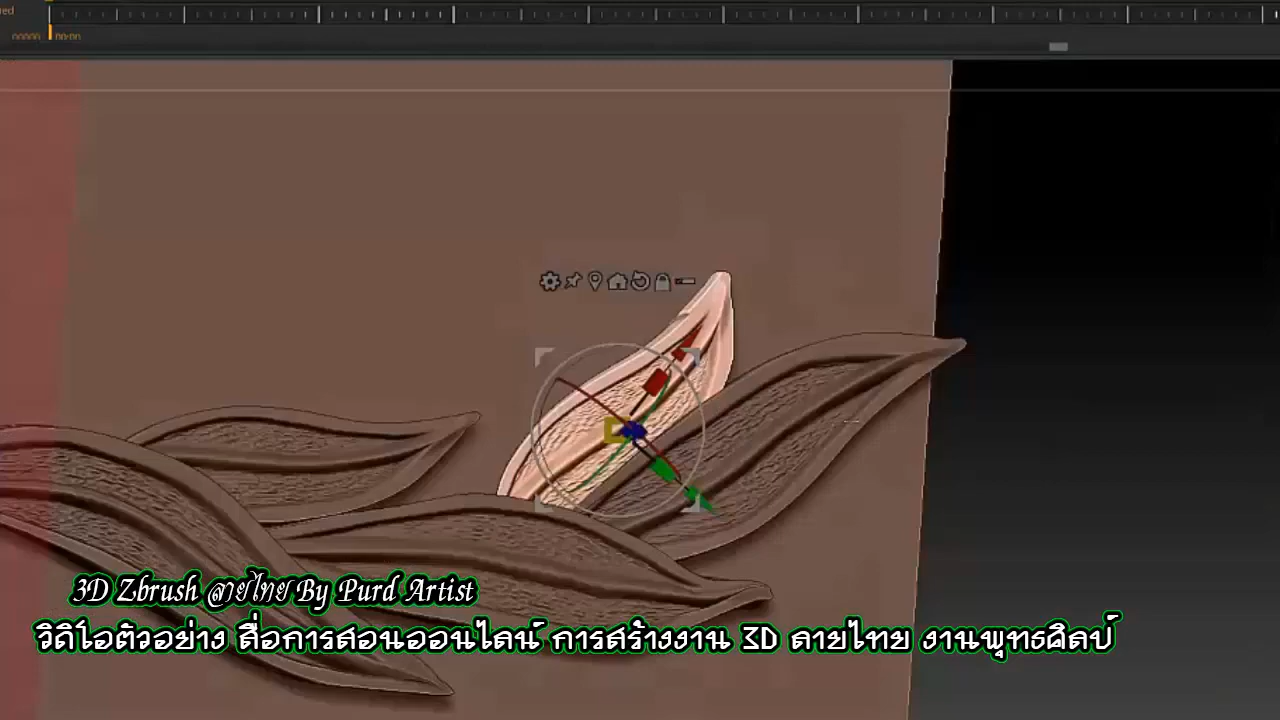 00:00
3D Zbrush ลายไทย By Purd Artist
วิดิโอตัวอย่าง สื่อการสอนออนไลน์ การสร้างงาน 3D ลายไทย งานพุทธศิลป์